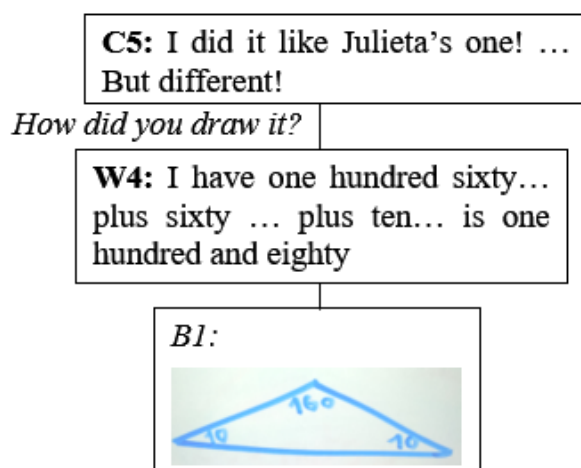 C5: I did it like Julieta's one! …
But different!
How did you draw it?
W4: I have one hundred sixty…
plus sixty … plus ten… is one
hundred and eighty
B1:
160
10 10